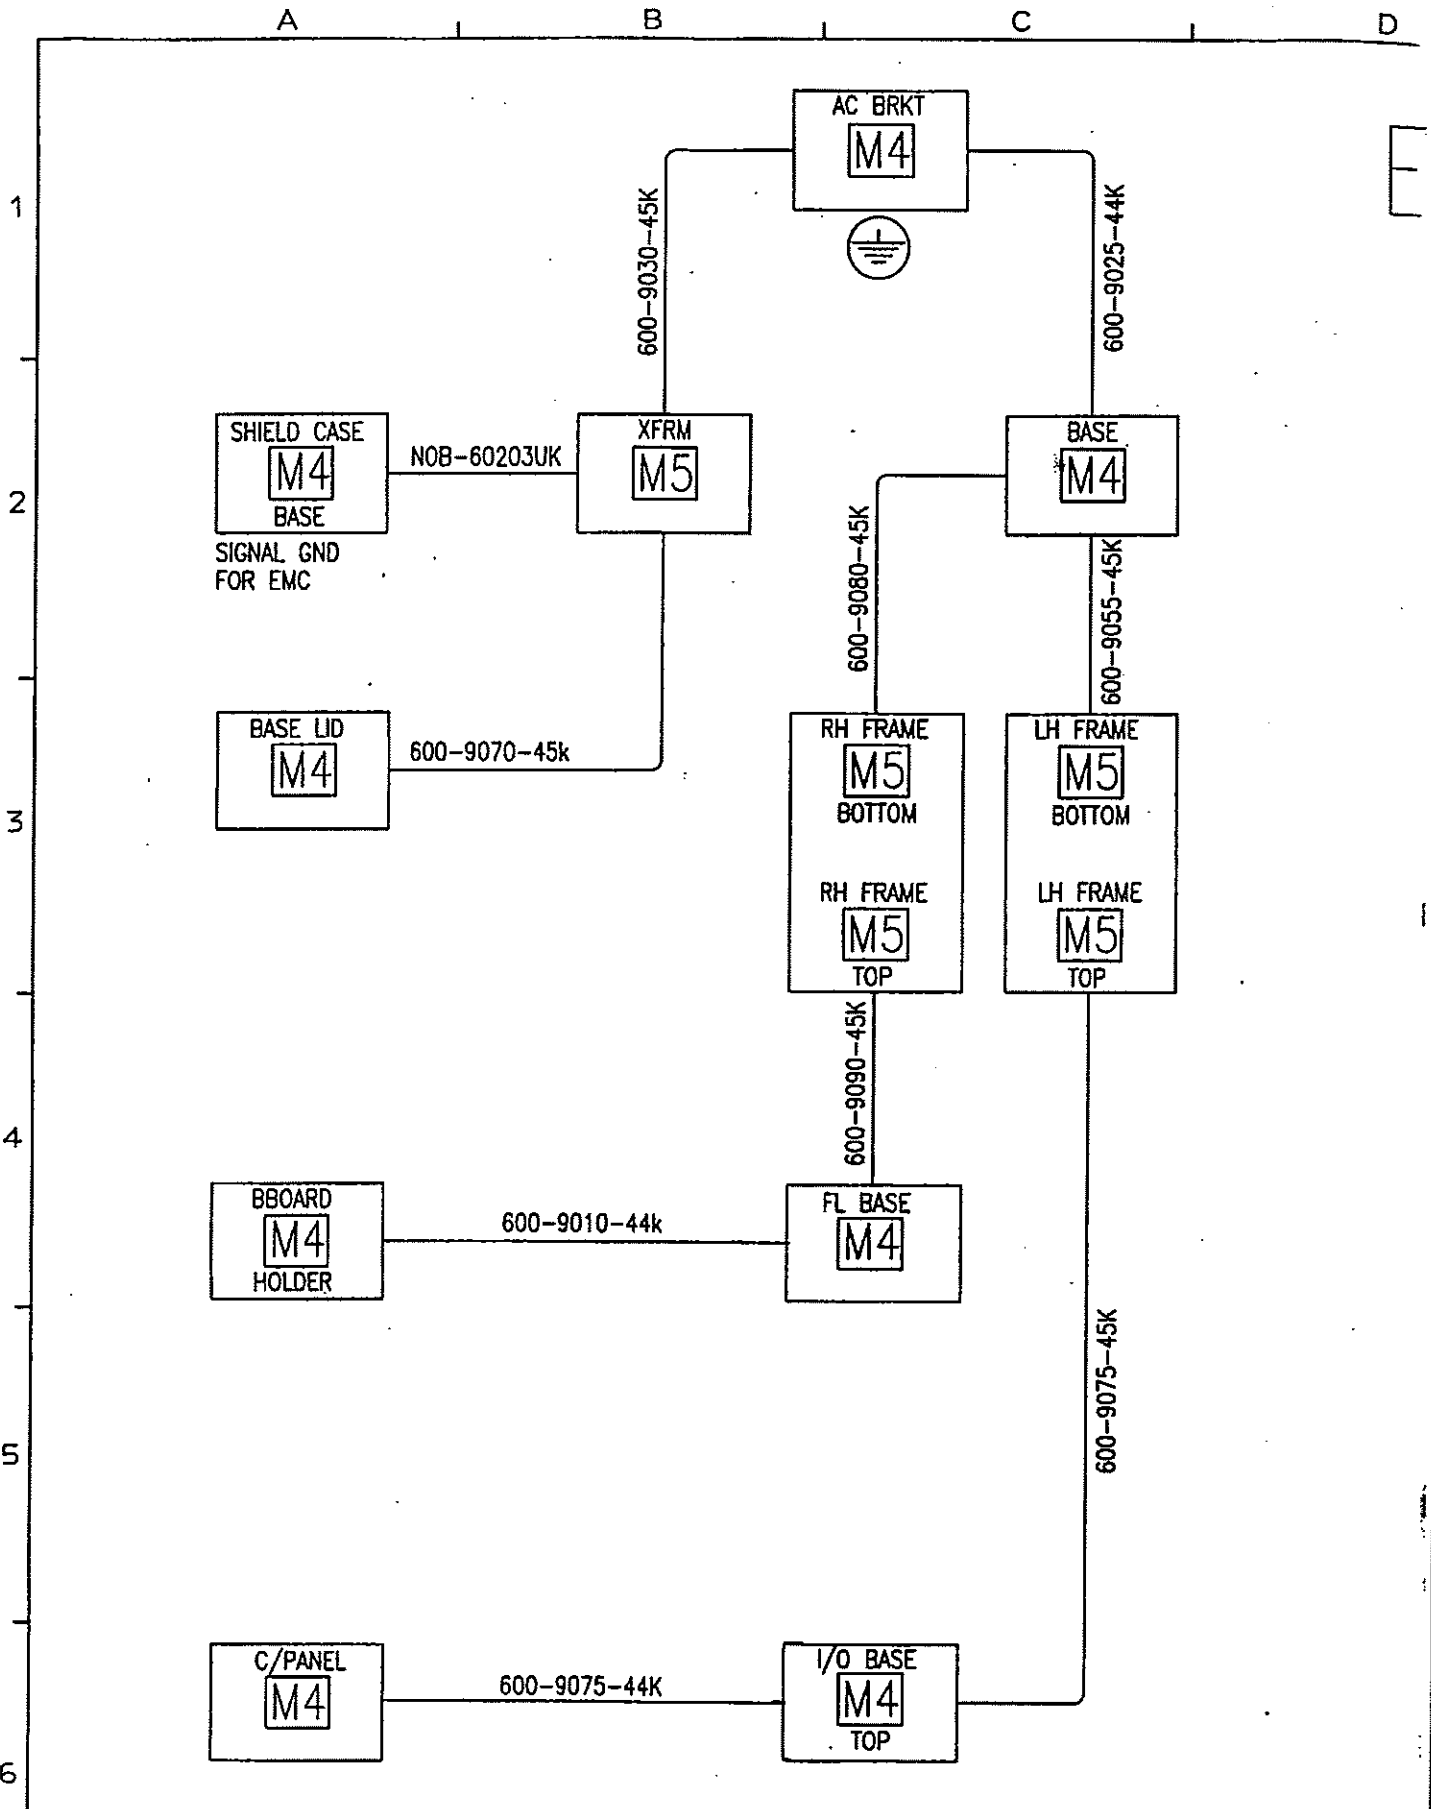 A B C D
1
AC BRKT
M4
600-9030-45K
600-9025-44K
2
SHIELD CASE
M4
BASE
SIGNAL GND
FOR EMC
N0B-60203UK
XFRM
M5
BASE
M4
600-9080-45K
600-9055-45K
3
BASE LID
M4
600-9070-45k
RH FRAME
M5
BOTTOM
RH FRAME
M5
TOP
LH FRAME
M5
BOTTOM
LH FRAME
M5
TOP
4
600-9090-45K
BBOARD
M4
HOLDER
600-9010-44k
FL BASE
M4
5
600-9075-45K
C/PANEL
M4
600-9075-44K
I/O BASE
M4
TOP
6